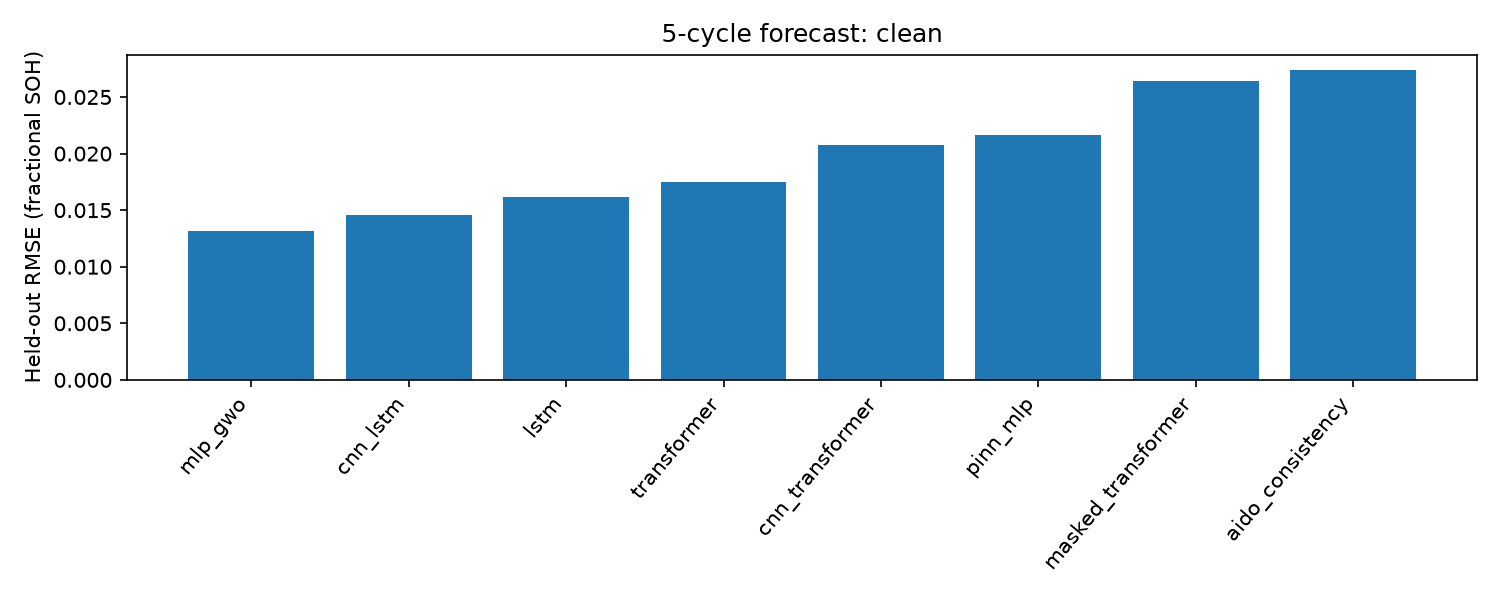 5-cycle forecast: clean
Held-out RMSE (fractional SOH)
0.025
0.020
0.015
0.010
0.005
0.000
mlp_gwo
cnn_lstm
lstm
transformer
cnn_transformer
pinn_mlp
masked_transformer
aido_consistency